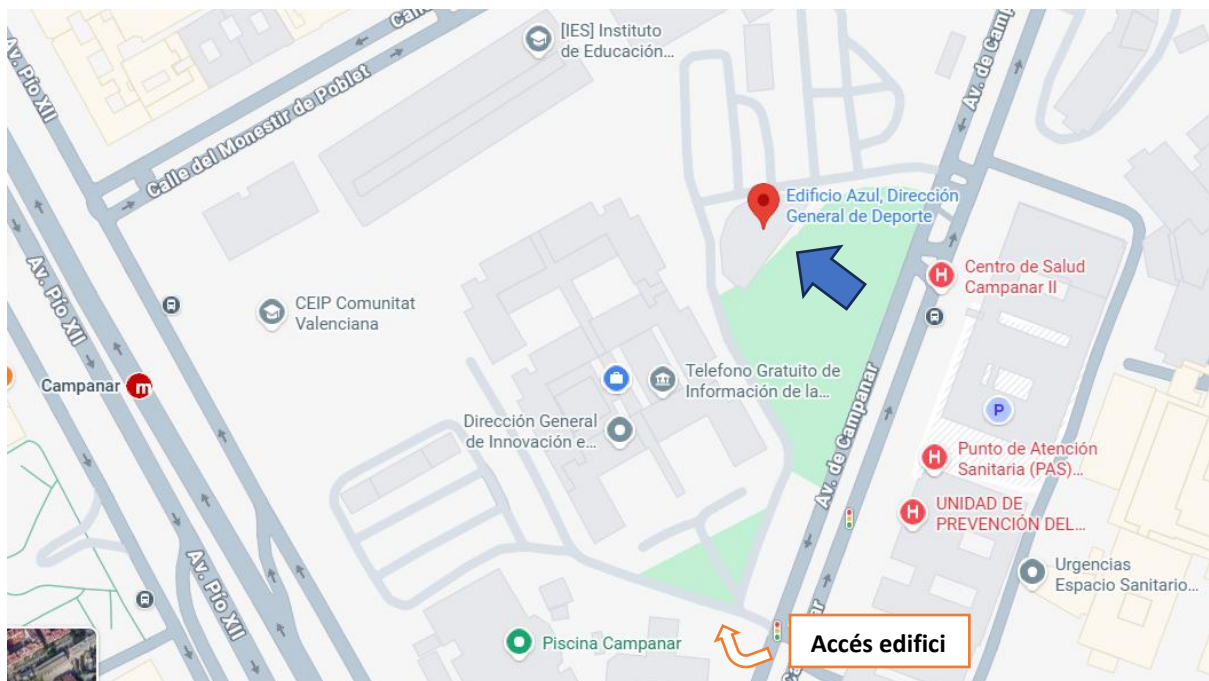 Av. Pío XII
Calle
Calle del Monestir de Poblet
[IES] Instituto
de Educación...
Av. de Camp
Edificio Azul, Dirección
General de Deporte
H
Centro de Salud
Campanar II
Av. Pío XII
CEIP Comunitat
Valenciana
Campanar
m
Telefono Gratuito de
Información de la...
Dirección General
de Innovación e...
Av. de Campanar
P
H
Punto de Atención
Sanitaria (PAS)...
H
UNIDAD DE
PREVENCIÓN DEL...
Urgencias
Espacio Sanitario...
Av. Pío XII
Piscina Campanar
Accés edifici